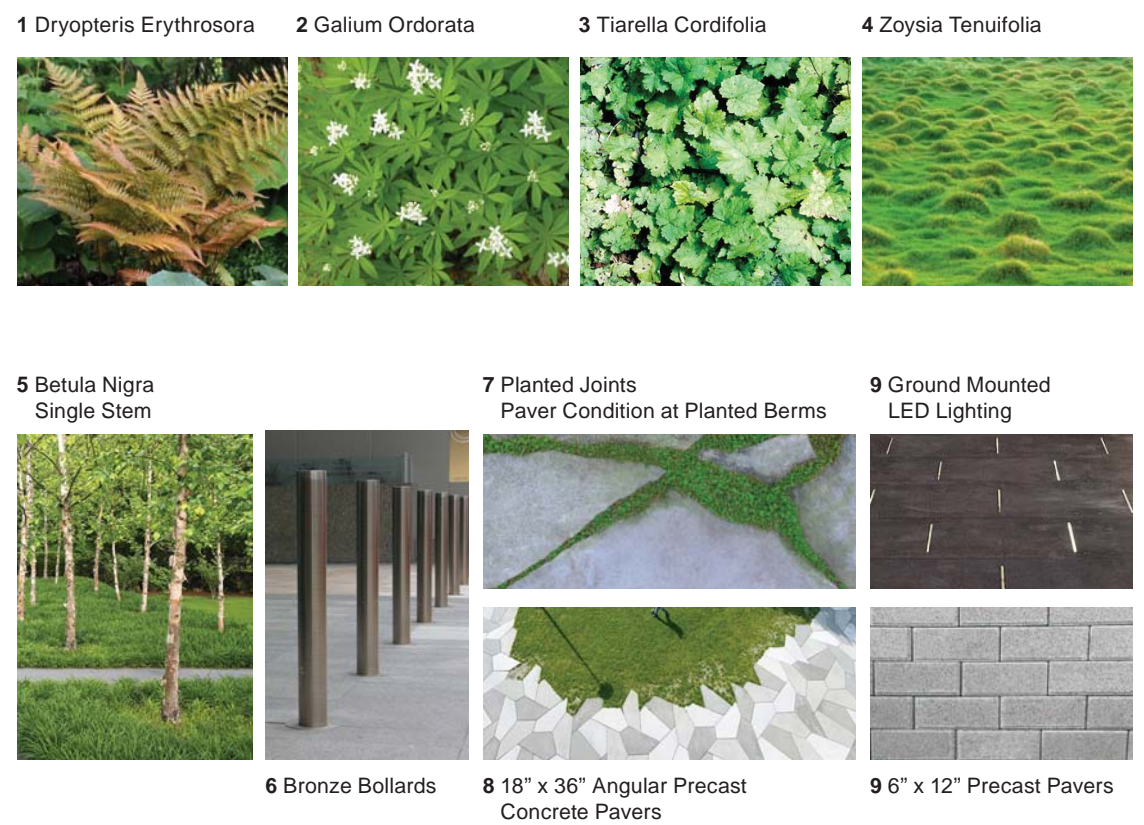 1 Dryopteris Erythrosora
2 Galium Ordorata
3 Tiarella Cordifolia
4 Zoysia Tenuifolia
5 Betula Nigra
Single Stem
7 Planted Joints
Paver Condition at Planted Berms
9 Ground Mounted
LED Lighting
6 Bronze Bollards
8 18” x 36” Angular Precast
Concrete Pavers
9 6” x 12” Precast Pavers